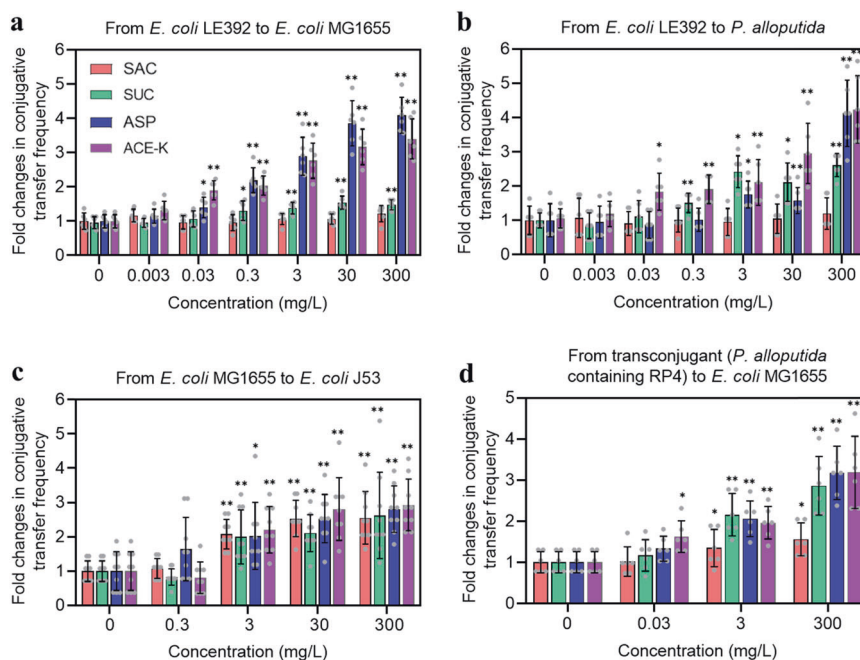 a
From E. coli LE392 to E. coli MG1655
Fold changes in conjugative
transfer frequency
6
5
4
3
2
1
0
SAC
SUC
ASP
ACE-K
* ** ** ** ** ** ** ** ** ** ** ** **
0 0.003 0.03 0.3 3 30 300
Concentration (mg/L)
b
From E. coli LE392 to P. alloputida
Fold changes in conjugative
transfer frequency
6
5
4
3
2
1
0
* ** ** * * ** * ** ** ** ** **
0 0.003 0.03 0.3 3 30 300
Concentration (mg/L)
c
From E. coli MG1655 to E. coli J53
Fold changes in conjugative
transfer frequency
6
5
4
3
2
1
0
** ** * ** ** ** ** ** ** ** ** **
0 0.3 3 30 300
Concentration (mg/L)
d
From transconjugant (P. alloputida
containing RP4) to E. coli MG1655
Fold changes in conjugative
transfer frequency
5
4
3
2
1
0
* * ** ** ** * ** ** **
0 0.03 3 300
Concentration (mg/L)